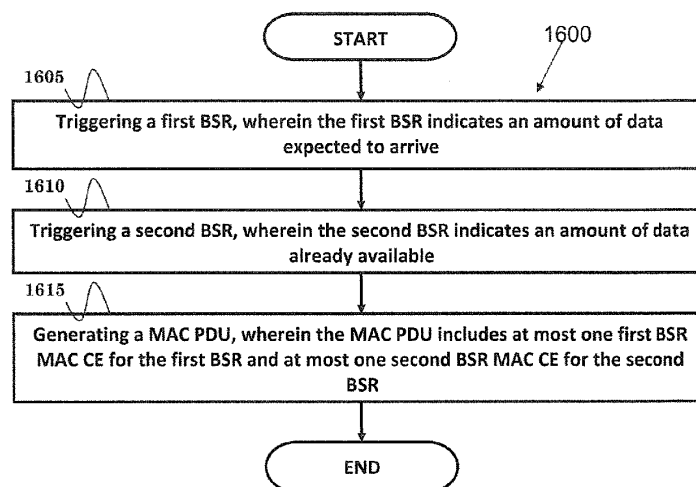 START
1600
1605
Triggering a first BSR, wherein the first BSR indicates an amount of data
expected to arrive
1610
Triggering a second BSR, wherein the second BSR indicates an amount of data
already available
1615
Generating a MAC PDU, wherein the MAC PDU includes at most one first BSR
MAC CE for the first BSR and at most one second BSR MAC CE for the second
BSR
END